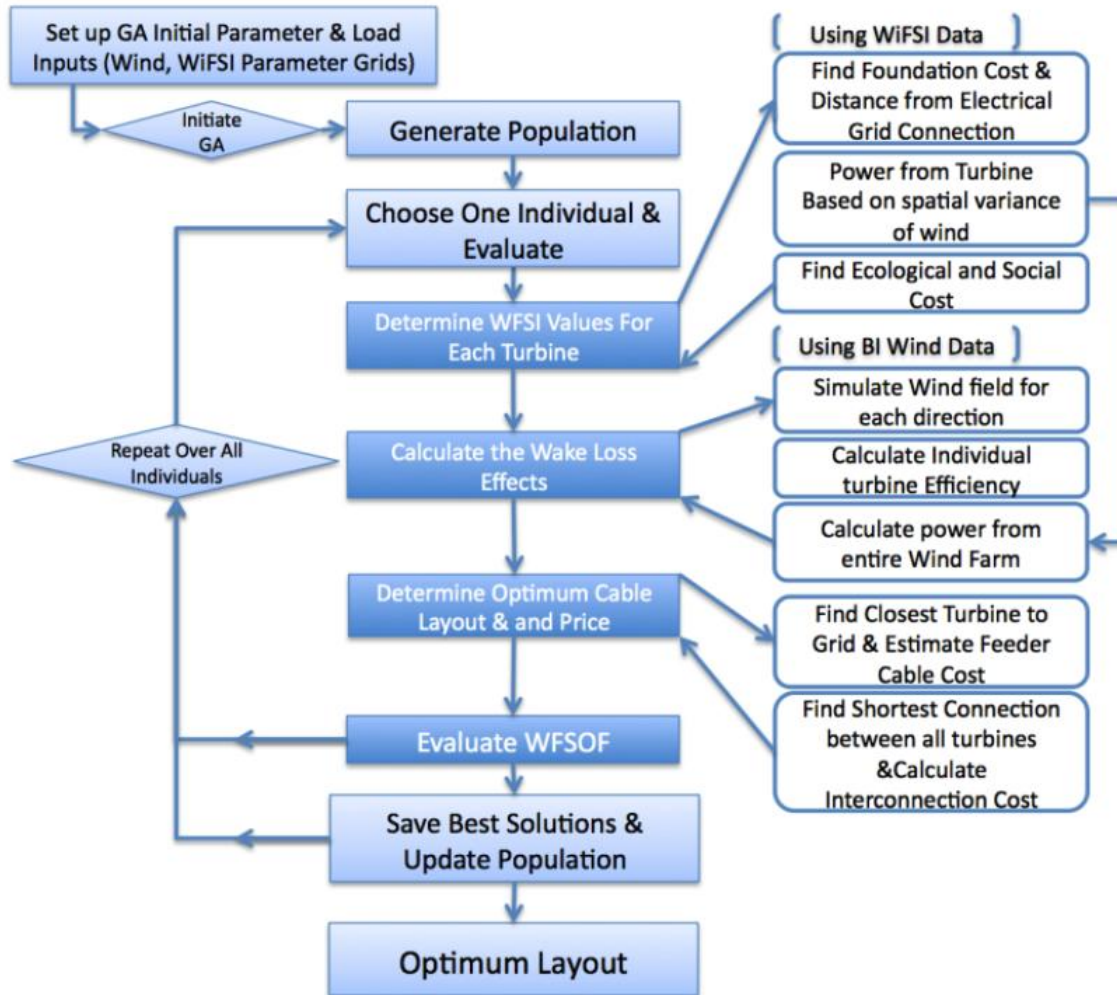 Set up GA Initial Parameter & Load
Inputs (Wind, WiFSI Parameter Grids)
Initiate
GA
Generate Population
Choose One Individual &
Evaluate
Determine WFSI Values For
Each Turbine
Repeat Over All
Individuals
Calculate the Wake Loss
Effects
Determine Optimum Cable
Layout & and Price
Evaluate WFSOF
Save Best Solutions &
Update Population
Optimum Layout
Using WiFSI Data
Find Foundation Cost &
Distance from Electrical
Grid Connection
Power from Turbine
Based on spatial variance
of wind
Find Ecological and Social
Cost
Using BI Wind Data
Simulate Wind field for
each direction
Calculate Individual
turbine Efficiency
Calculate power from
entire Wind Farm
Find Closest Turbine to
Grid & Estimate Feeder
Cable Cost
Find Shortest Connection
between all turbines
&Calculate
Interconnection Cost